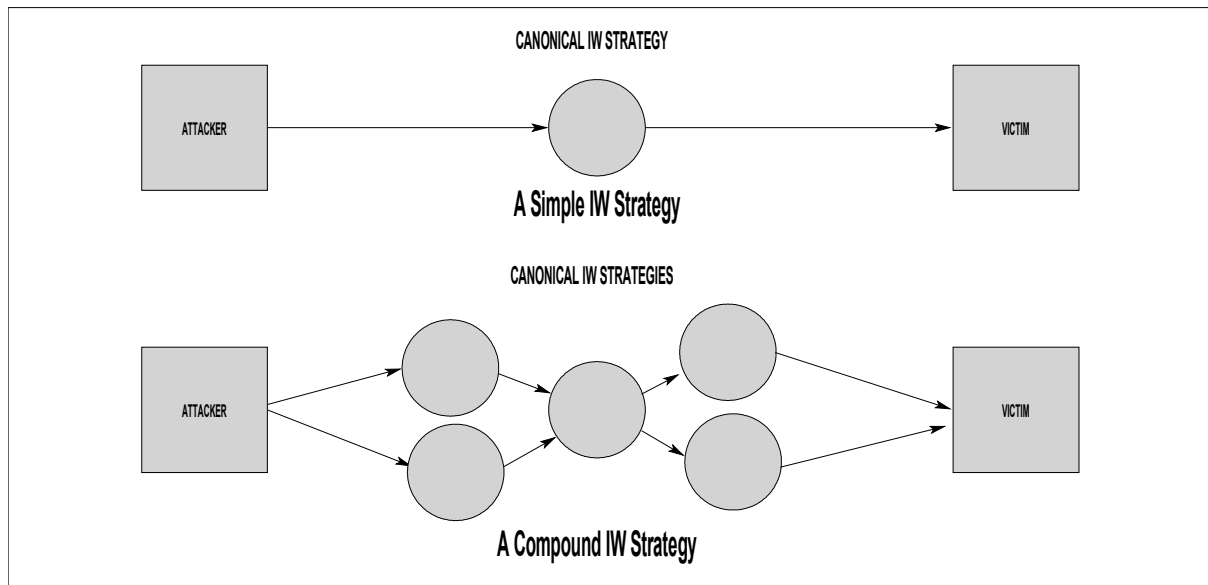 CANONICAL IW STRATEGY
ATTACKER
VICTIM
A Simple IW Strategy
CANONICAL IW STRATEGIES
ATTACKER
VICTIM
A Compound IW Strategy